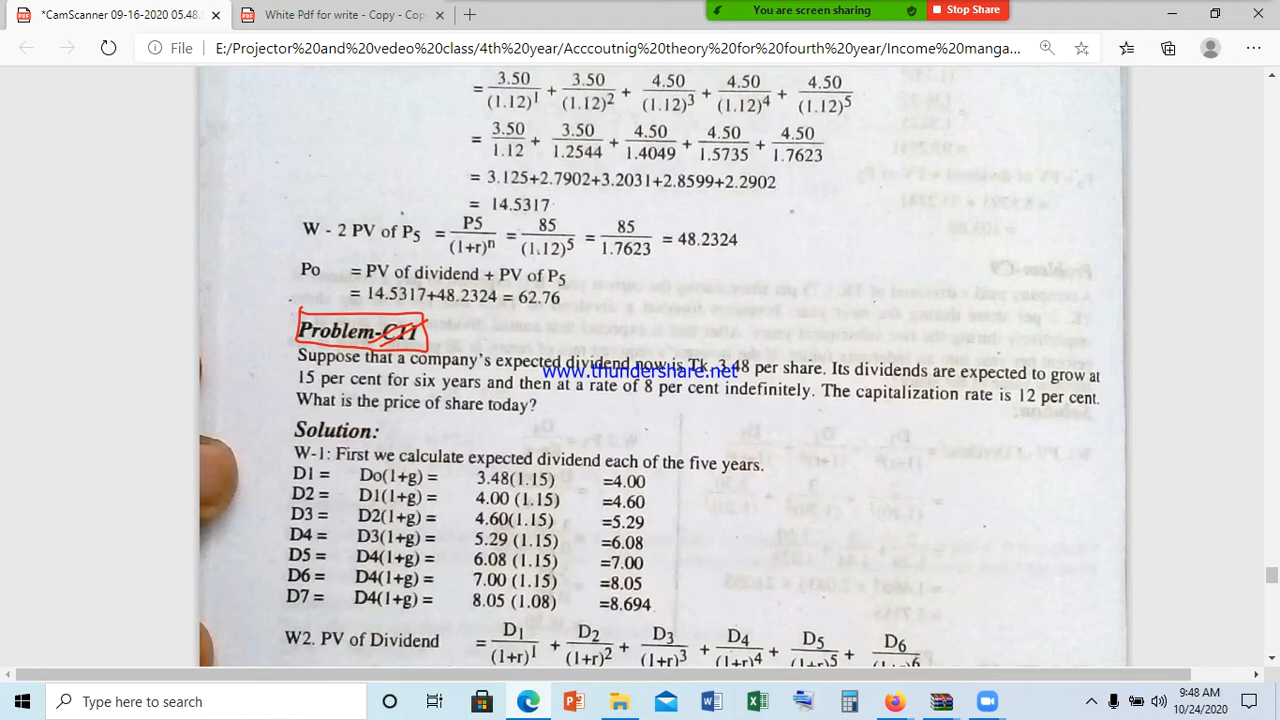 *CamScanner 09-16-2020 05.48.
White Pdf for write - Copy - Cop
You are screen sharing
Stop Share
File
E:/Projector%20and%20vedeo%20class/4th%20year/Acccoutnig%20theory%20for%20fourth%20year/Income%20manga...
= 3.50/(1.12)^1 + 3.50/(1.12)^2 + 4.50/(1.12)^3 + 4.50/(1.12)^4 + 4.50/(1.12)^5
= 3.50/1.12 + 3.50/1.2544 + 4.50/1.4049 + 4.50/1.5735 + 4.50/1.7623
= 3.125+2.7902+3.2031+2.8599+2.2902
= 14.5317
W - 2 PV of P5 = P5/(1+r)^n = 85/(1.12)^5 = 85/1.7623 = 48.2324
Po = PV of dividend + PV of P5
= 14.5317+48.2324 = 62.76
Problem-C11
Suppose that a company's expected dividend now is Tk. 3.48 per share. Its dividends are expected to grow at
www.thundershare.net
15 per cent for six years and then at a rate of 8 per cent indefinitely. The capitalization rate is 12 per cent.
What is the price of share today?
Solution:
W-1: First we calculate expected dividend each of the five years.
D1 = Do(1+g) = 3.48(1.15) =4.00
D2 = D1(1+g) = 4.00 (1.15) =4.60
D3 = D2(1+g) = 4.60(1.15) =5.29
D4 = D3(1+g) = 5.29 (1.15) =6.08
D5 = D4(1+g) = 6.08 (1.15) =7.00
D6 = D4(1+g) = 7.00 (1.15) =8.05
D7 = D4(1+g) = 8.05 (1.08) =8.694
W2. PV of Dividend = D1/(1+r)^1 + D2/(1+r)^2 + D3/(1+r)^3 + D4/(1+r)^4 + D5/(1+r)^5 + D6/(1+r)^6
Type here to search
9:48 AM
10/24/2020